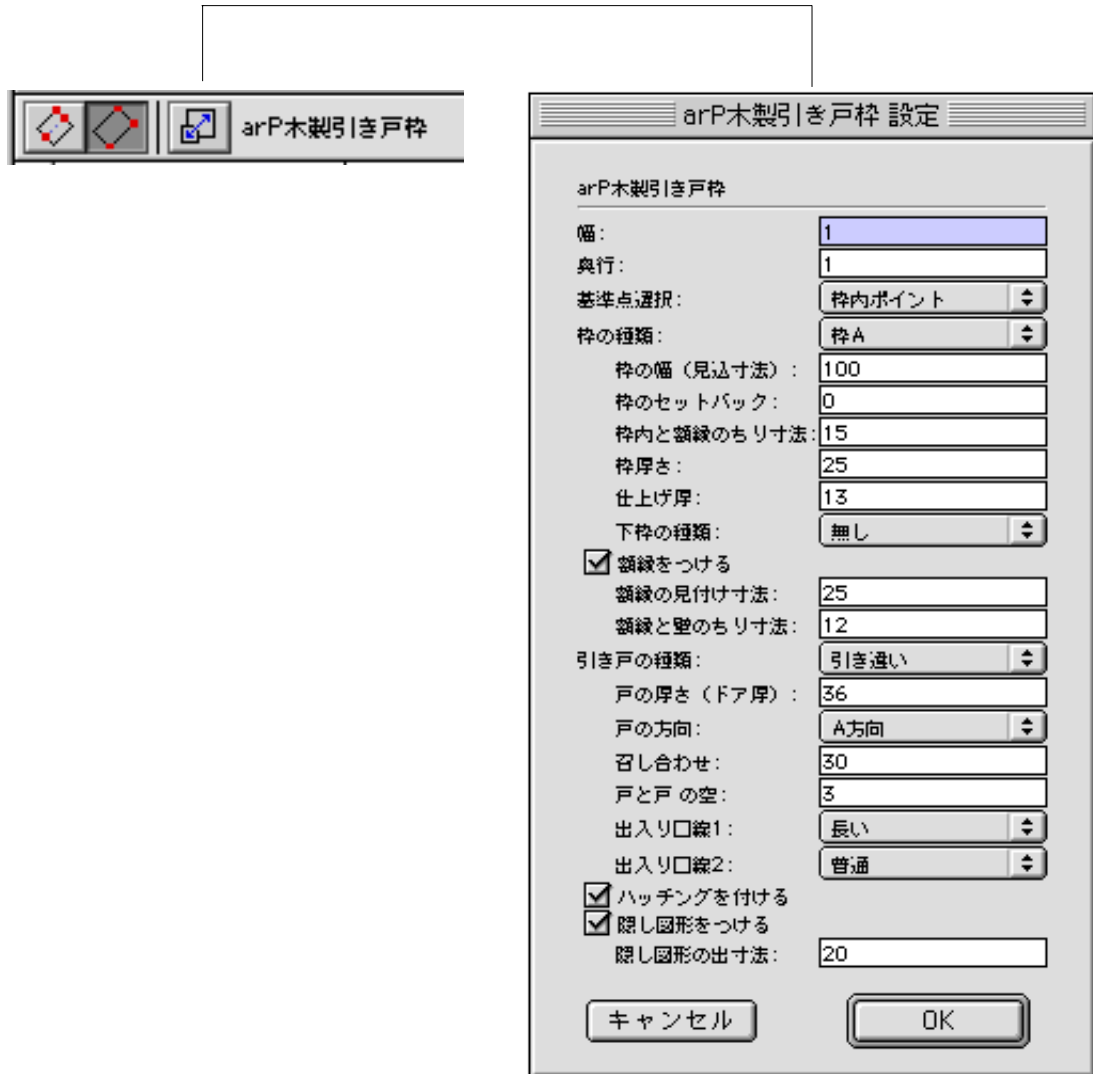 arP木製引き戸枠
arP木製引き戸枠 設定
arP木製引き戸枠
幅: 1
奥行: 1
基準点選択: 枠内ポイント
枠の種類: 枠A
枠の幅（見込寸法）: 100
枠のセットバック: 0
枠内と額縁のちり寸法: 15
枠厚さ: 25
仕上げ厚: 13
下枠の種類: 無し
額縁をつける
額縁の見付け寸法: 25
額縁と壁のちり寸法: 12
引き戸の種類: 引き違い
戸の厚さ（ドア厚）: 36
戸の方向: A方向
召し合わせ: 30
戸と戸 の空: 3
出入り口線1: 長い
出入り口線2: 普通
ハッチングを付ける
隠し図形をつける
隠し図形の出寸法: 20
キャンセル OK